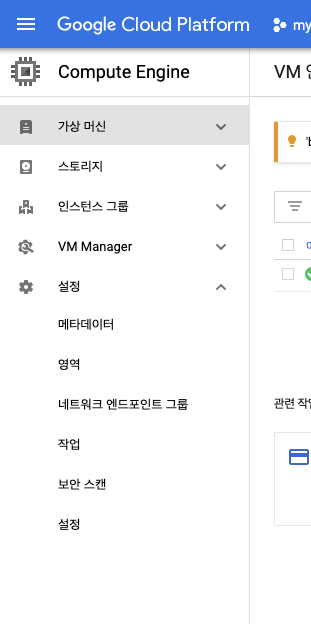 Google Cloud Platform
my
Compute Engine
VM 인
가상 머신
스토리지
인스턴스 그룹
VM Manager
설정
메타데이터
영역
네트워크 엔드포인트 그룹
작업
보안 스캔
설정
관련 작업